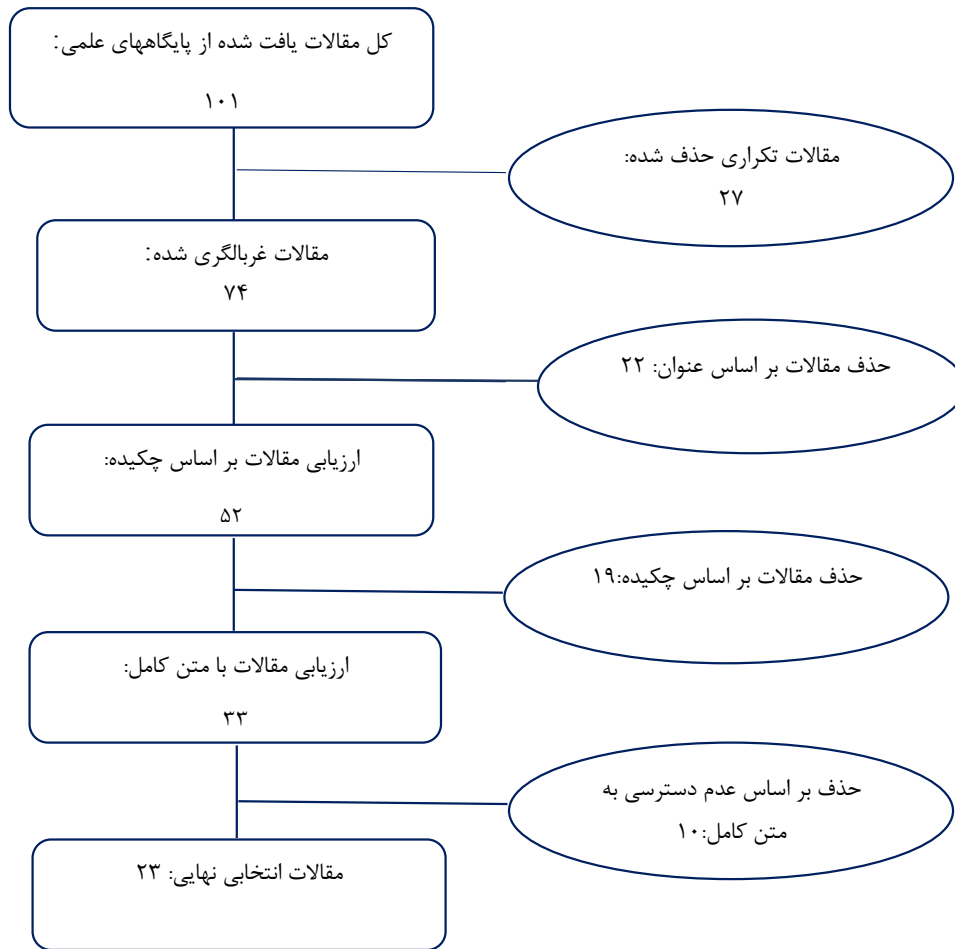 کل مقالات یافت شده از پایگاههای علمی:
۱۰۱
مقالات تکراری حذف شده:
۲۷
مقالات غربالگری شده:
۷۴
حذف مقالات بر اساس عنوان: ۲۲
ارزیابی مقالات بر اساس چکیده:
۵۲
حذف مقالات بر اساس چکیده:۱۹
ارزیابی مقالات با متن کامل:
۳۳
حذف بر اساس عدم دسترسی به
متن کامل:۱۰
مقالات انتخابی نهایی: ۲۳